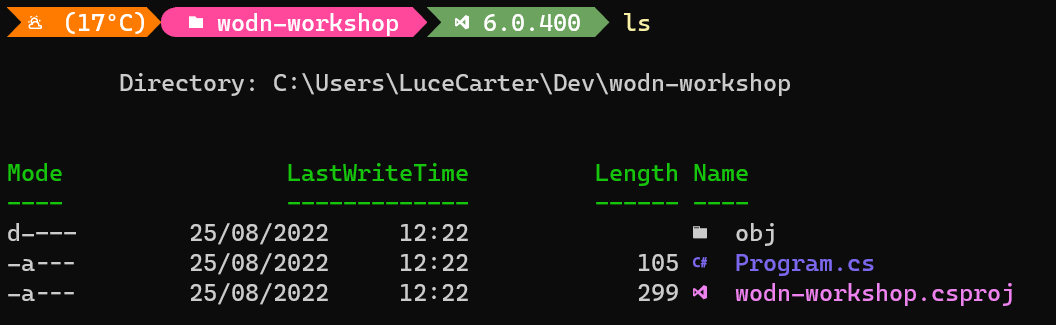 (17°C) wodn-workshop 6.0.400 ls
Directory: C:\Users\LuceCarter\Dev\wodn-workshop
Mode LastWriteTime Length Name
---- ------------- ------ ----
d---- 25/08/2022 12:22 obj
-a--- 25/08/2022 12:22 105 C# Program.cs
-a--- 25/08/2022 12:22 299 wodn-workshop.csproj